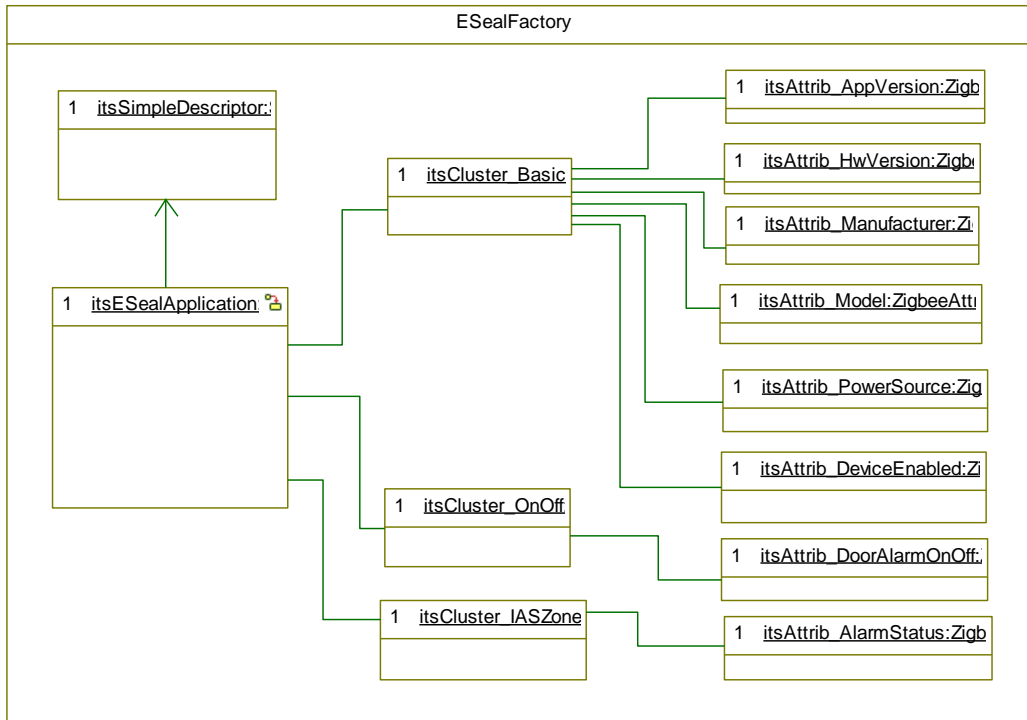 ESealFactory
1 itsSimpleDescriptor:
1 itsESealApplication:
1 itsCluster_Basic
1 itsCluster_OnOff
1 itsCluster_IASZone
1 itsAttrib_AppVersion:Zigb
1 itsAttrib_HwVersion:Zigb
1 itsAttrib_Manufacturer:Zi
1 itsAttrib_Model:ZigbeeAttr
1 itsAttrib_PowerSource:Zig
1 itsAttrib_DeviceEnabled:Zi
1 itsAttrib_DoorAlarmOnOff:
1 itsAttrib_AlarmStatus:Zigb